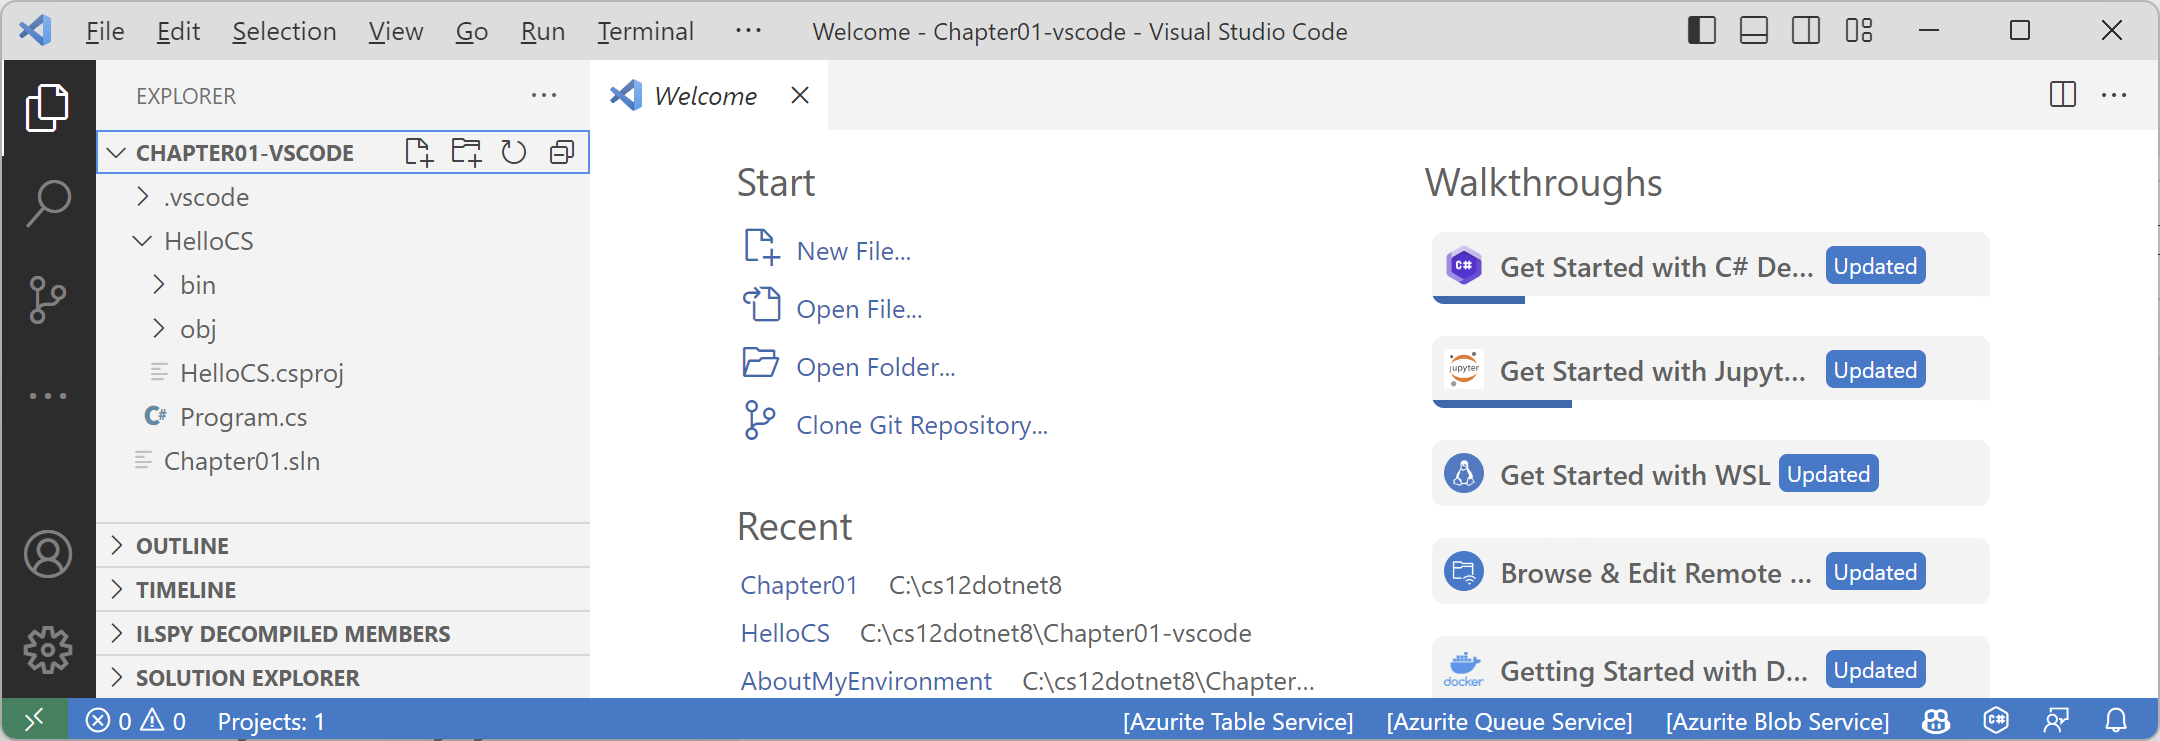 File Edit Selection View Go Run Terminal ··· Welcome - Chapter01-vscode - Visual Studio Code
EXPLORER ···
Welcome
CHAPTER01-VSCODE
.vscode
HelloCS
bin
obj
HelloCS.csproj
C# Program.cs
Chapter01.sln
OUTLINE
TIMELINE
ILSPY DECOMPILED MEMBERS
SOLUTION EXPLORER
Start
New File...
Open File...
Open Folder...
Clone Git Repository...
Recent
Chapter01 C:\cs12dotnet8
HelloCS C:\cs12dotnet8\Chapter01-vscode
AboutMyEnvironment C:\cs12dotnet8\Chapter...
Walkthroughs
C# Get Started with C# De... Updated
jupyter Get Started with Jupyt... Updated
Get Started with WSL Updated
Browse & Edit Remote ... Updated
docker Getting Started with D... Updated
0 0 Projects: 1 [Azurite Table Service] [Azurite Queue Service] [Azurite Blob Service] C#